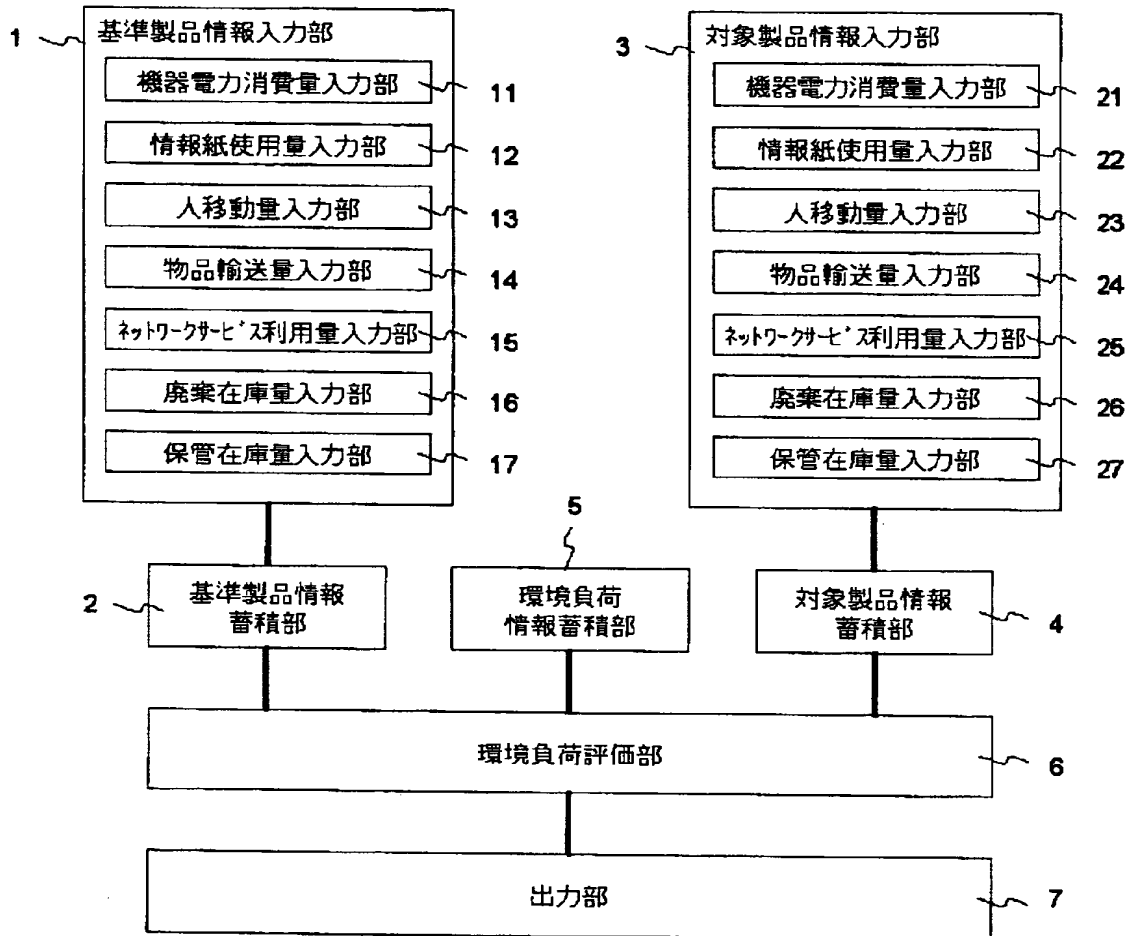 1
基準製品情報入力部
機器電力消費量入力部
11
情報紙使用量入力部
12
人移動量入力部
13
物品輸送量入力部
14
ネットワークサービス利用量入力部
15
廃棄在庫量入力部
16
保管在庫量入力部
17
3
対象製品情報入力部
機器電力消費量入力部
21
情報紙使用量入力部
22
人移動量入力部
23
物品輸送量入力部
24
ネットワークサービス利用量入力部
25
廃棄在庫量入力部
26
保管在庫量入力部
27
2
基準製品情報
蓄積部
5
環境負荷
情報蓄積部
対象製品情報
蓄積部
4
環境負荷評価部
6
出力部
7